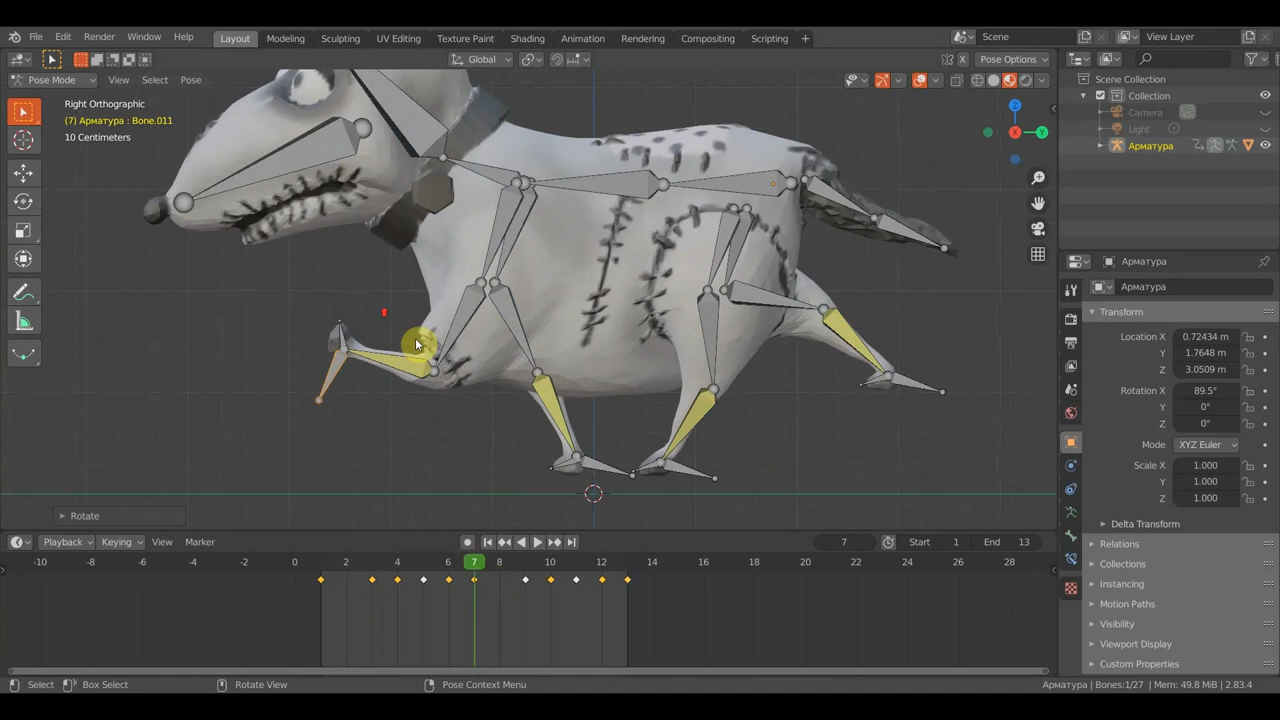 File Edit Render Window Help Layout Modeling Sculpting UV Editing Texture Paint Shading Animation Rendering Compositing Scripting + Scene View Layer
Global Pose Options
Pose Mode View Select Pose
Right Orthographic
(7) Арматура : Bone.011
10 Centimeters
X
Z
X
Y
Scene Collection
Collection
Camera
Light
Арматура
Арматура
Арматура
Transform
Location X 0.72434 m
Y 1.7648 m
Z 3.0509 m
Rotation X 89.5°
Y 0°
Z 0°
Mode XYZ Euler
Scale X 1.000
Y 1.000
Z 1.000
Delta Transform
Relations
Collections
Instancing
Motion Paths
Visibility
Viewport Display
Custom Properties
Rotate
Playback Keying View Marker 7 Start 1 End 13
-10 -8 -6 -4 -2 0 2 4 6 7 8 10 12 14 16 18 20 22 24 26 28
Select Box Select Rotate View Pose Context Menu Арматура | Bones:1/27 | Mem: 49.8 MiB | 2.83.4